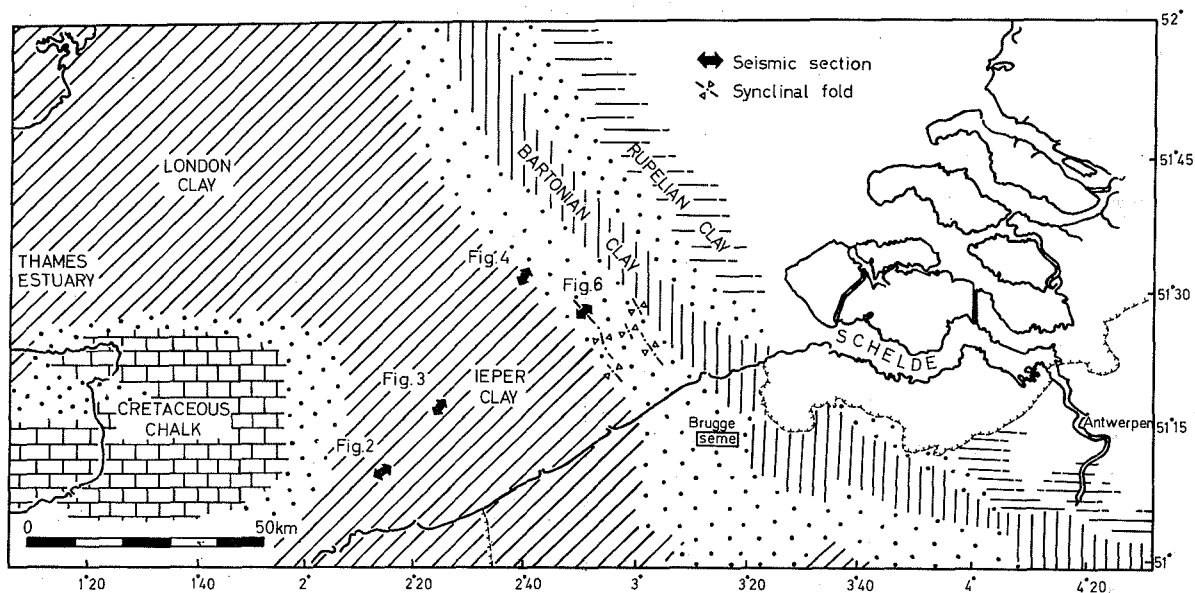 52°
Seismic section
Synclinal fold
LONDON
CLAY
BARTONIAN CLAY
RUPELIAN CLAY
51°45
THAMES
ESTUARY
Fig.4
Fig.6
51°30
SCHELDE
Fig.3
IEPER
CLAY
CRETACEOUS
CHALK
Fig.2
Brugge
seme
Antwerpen
51°15
0
50km
51°
1°20
1°40
2°
2°20
2°40
3°
3°20
3°40
4°
4°20